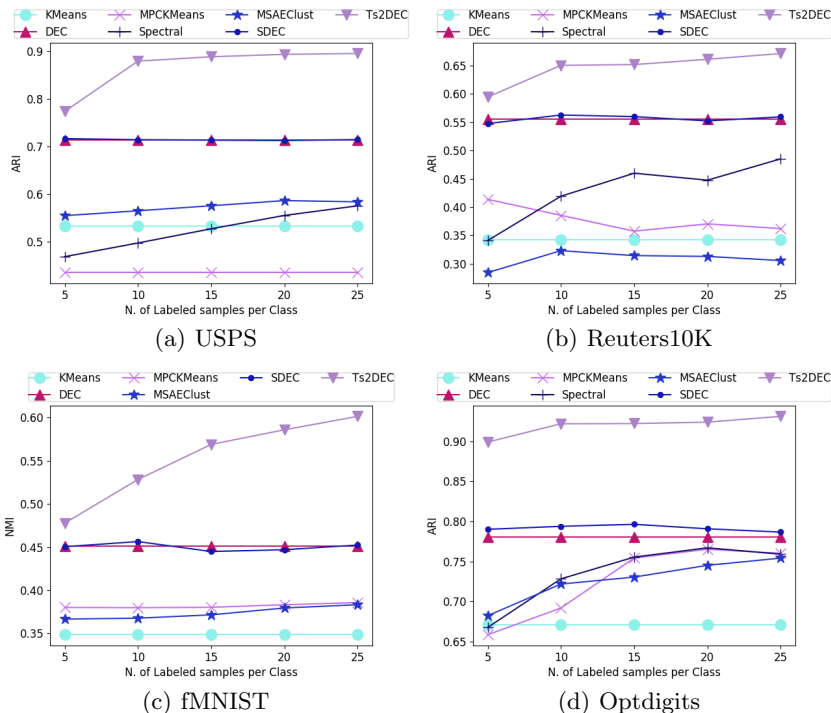 KMeans MPCKMeans MSAEClust Ts2DEC
DEC Spectral SDEC
0.9
0.8
0.7
0.6
0.5
ARI
5 10 15 20 25
N. of Labeled samples per Class
(a) USPS
KMeans MPCKMeans MSAEClust Ts2DEC
DEC Spectral SDEC
0.65
0.60
0.55
0.50
0.45
0.40
0.35
0.30
ARI
5 10 15 20 25
N. of Labeled samples per Class
(b) Reuters10K
KMeans MPCKMeans SDEC Ts2DEC
DEC MSAEClust
0.60
0.55
0.50
0.45
0.40
0.35
NMI
5 10 15 20 25
N. of Labeled samples per Class
(c) fMNIST
KMeans MPCKMeans MSAEClust Ts2DEC
DEC Spectral SDEC
0.90
0.85
0.80
0.75
0.70
0.65
ARI
5 10 15 20 25
N. of Labeled samples per Class
(d) Optdigits